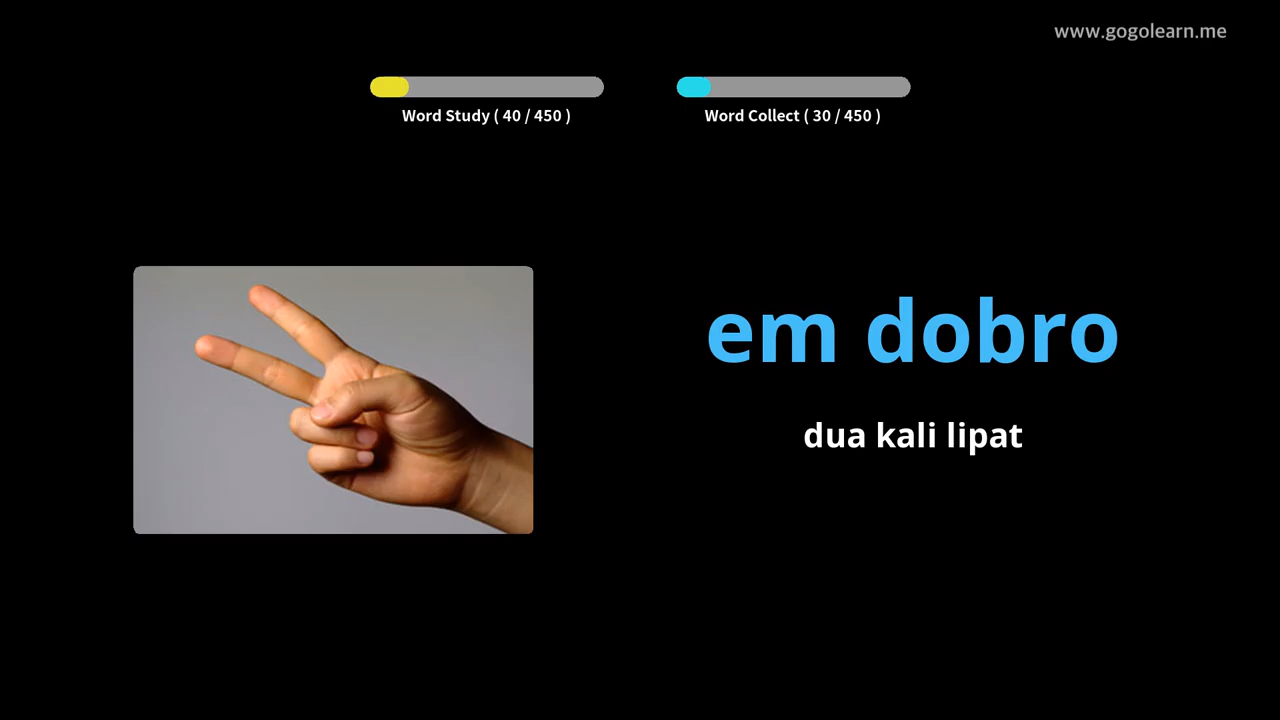 www.gogolearn.me
Word Study ( 40 / 450 )
Word Collect ( 30 / 450 )
em dobro
dua kali lipat